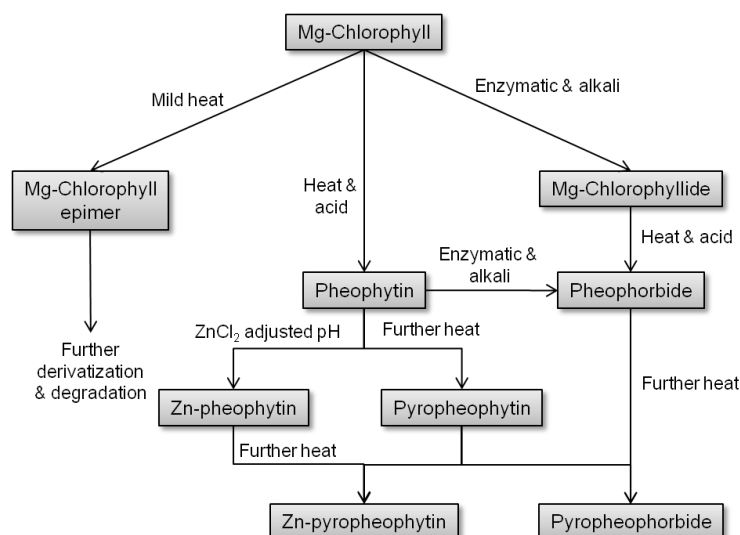 Mg-Chlorophyll
Mild heat
Enzymatic & alkali
Heat &
acid
Mg-Chlorophyll
epimer
Mg-Chlorophyllide
Heat & acid
Enzymatic &
alkali
Pheophytin
Pheophorbide
ZnCl₂ adjusted pH
Further heat
Further
derivatization
& degradation
Further heat
Zn-pheophytin
Pyropheophytin
Further heat
Zn-pyropheophytin
Pyropheophorbide